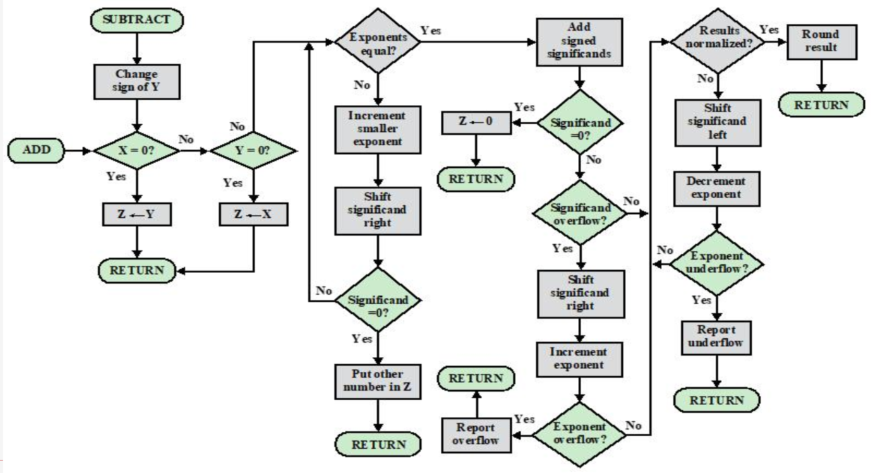 SUBTRACT
Change
sign of Y
ADD
X = 0?
No
Yes
Z ←Y
RETURN
Y = 0?
No
Yes
Z ←X
Exponents
equal?
Yes
No
Increment
smaller
exponent
Shift
significand
right
No
Significand
=0?
Yes
Put other
number in Z
RETURN
Add
signed
significands
Significand
=0?
Yes
Z ← 0
RETURN
No
Significand
overflow?
No
Yes
Shift
significand
right
Increment
exponent
Exponent
overflow?
Yes
Report
overflow
RETURN
No
Results
normalized?
Yes
Round
result
RETURN
No
Shift
significand
left
Decrement
exponent
Exponent
underflow?
No
Yes
Report
underflow
RETURN